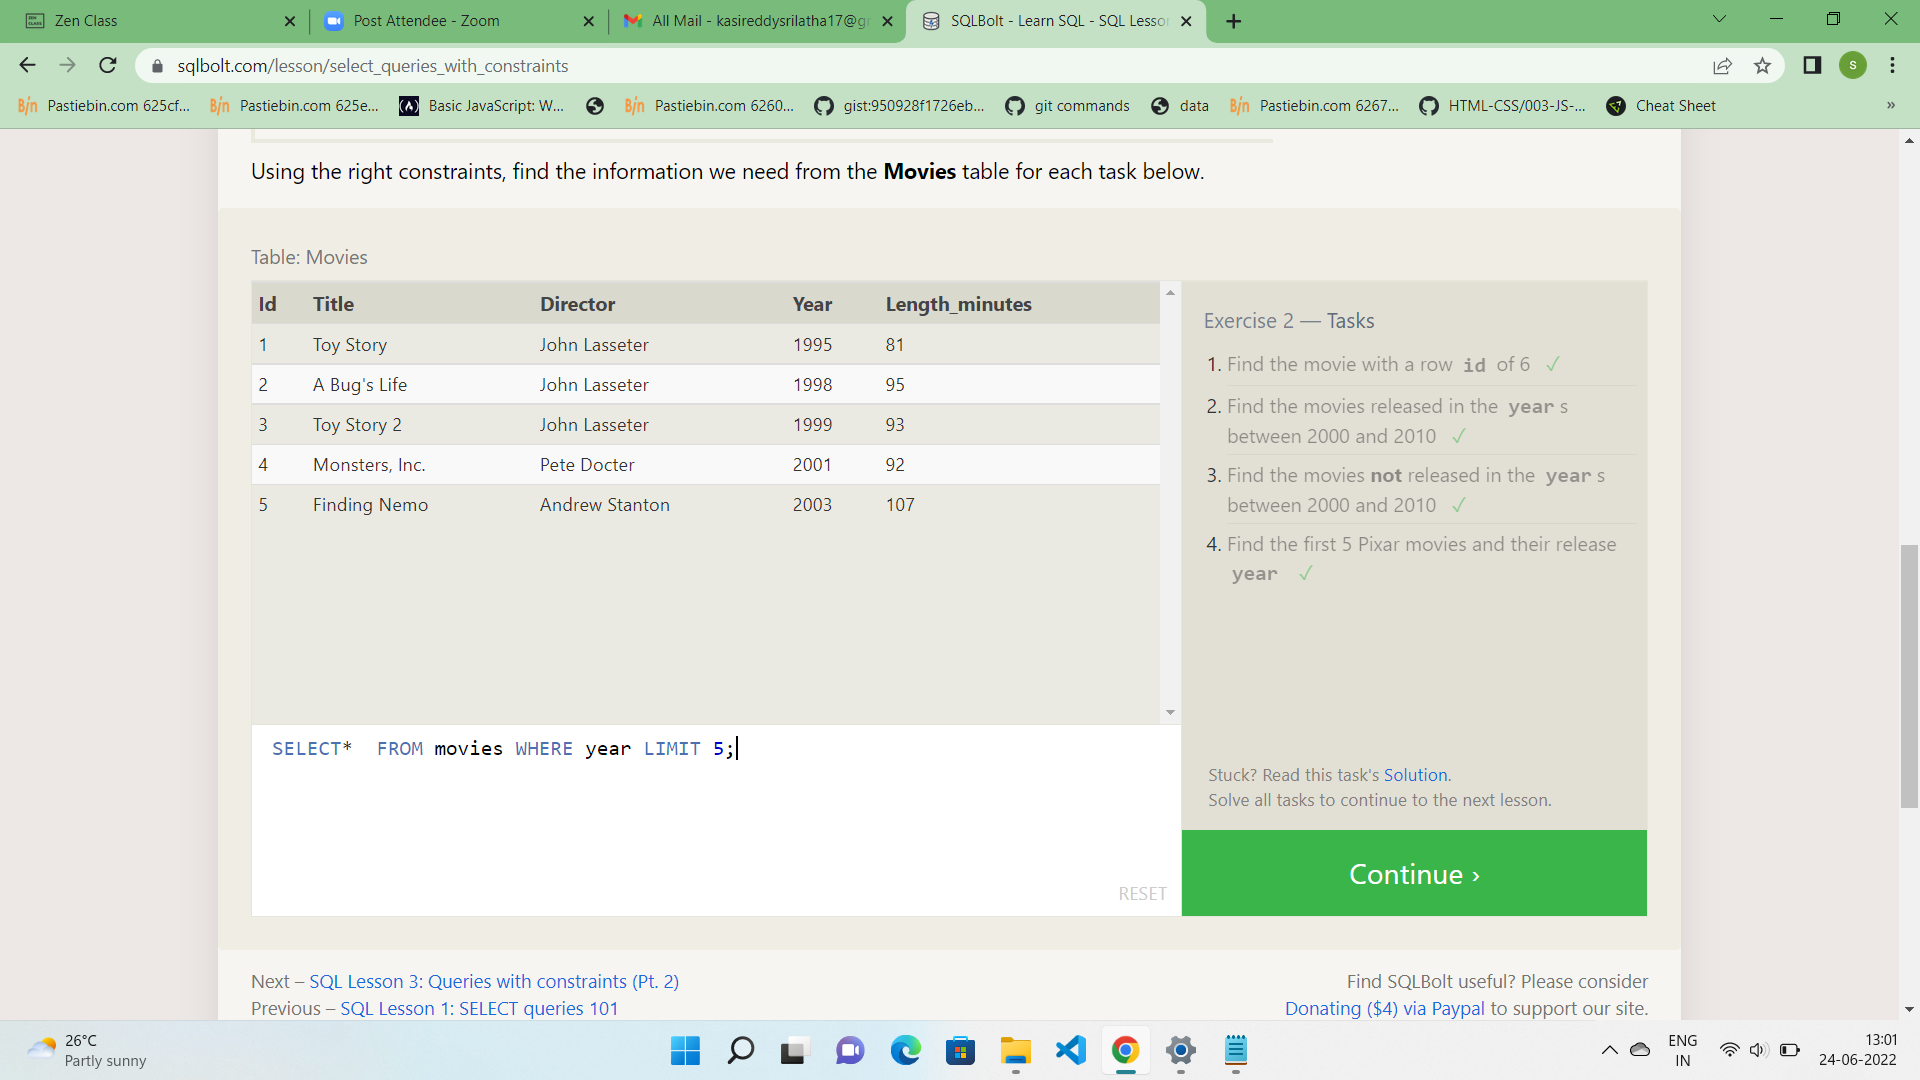 Zen Class
Post Attendee - Zoom
All Mail - kasireddysrilatha17@gr
SQLBolt - Learn SQL - SQL Lesson
sqlbolt.com/lesson/select_queries_with_constraints
S
Pastiebin.com 625cf...
Pastiebin.com 625e...
Basic JavaScript: W...
Pastiebin.com 6260...
gist:950928f1726eb...
git commands
data
Pastiebin.com 6267...
HTML-CSS/003-JS-...
Cheat Sheet
»
Using the right constraints, find the information we need from the Movies table for each task below.
Table: Movies
Id Title Director Year Length_minutes
1 Toy Story John Lasseter 1995 81
2 A Bug's Life John Lasseter 1998 95
3 Toy Story 2 John Lasseter 1999 93
4 Monsters, Inc. Pete Docter 2001 92
5 Finding Nemo Andrew Stanton 2003 107
SELECT*  FROM movies WHERE year LIMIT 5;
RESET
Exercise 2 — Tasks
1. Find the movie with a row id of 6 ✓
2. Find the movies released in the year s
between 2000 and 2010 ✓
3. Find the movies not released in the year s
between 2000 and 2010 ✓
4. Find the first 5 Pixar movies and their release
year ✓
Stuck? Read this task's Solution.
Solve all tasks to continue to the next lesson.
Continue ›
Next – SQL Lesson 3: Queries with constraints (Pt. 2)
Previous – SQL Lesson 1: SELECT queries 101
Find SQLBolt useful? Please consider
Donating ($4) via Paypal to support our site.
26°C
Partly sunny
ENG
IN
13:01
24-06-2022